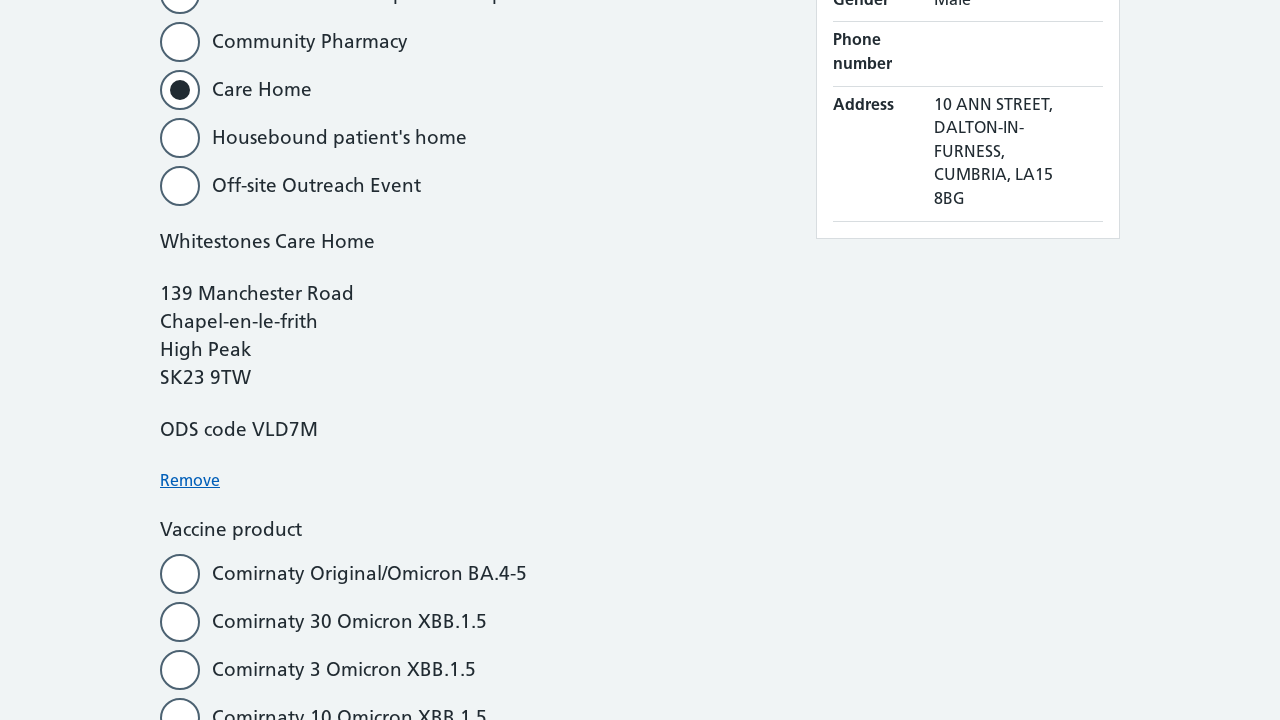 Community Pharmacy
Care Home
Housebound patient's home
Off-site Outreach Event
Whitestones Care Home
139 Manchester Road
Chapel-en-le-frith
High Peak
SK23 9TW
ODS code VLD7M
Remove
Vaccine product
Comirnaty Original/Omicron BA.4-5
Comirnaty 30 Omicron XBB.1.5
Comirnaty 3 Omicron XBB.1.5
Comirnaty 10 Omicron XBB.1.5
Gender Male
Phone
number
Address 10 ANN STREET,
DALTON-IN-
FURNESS,
CUMBRIA, LA15
8BG